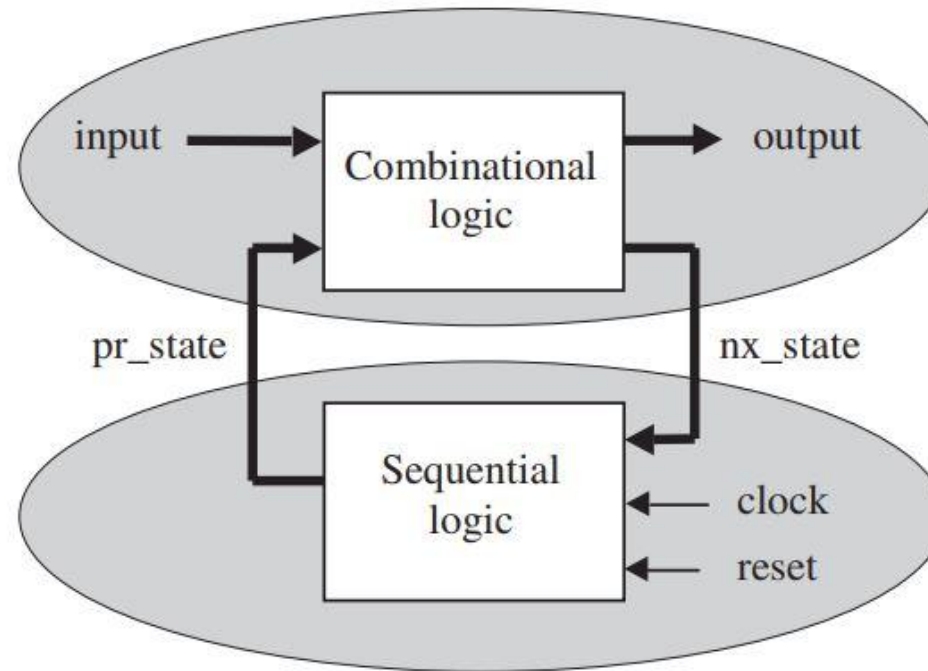 input
Combinational
logic
output
pr_state
nx_state
Sequential
logic
clock
reset